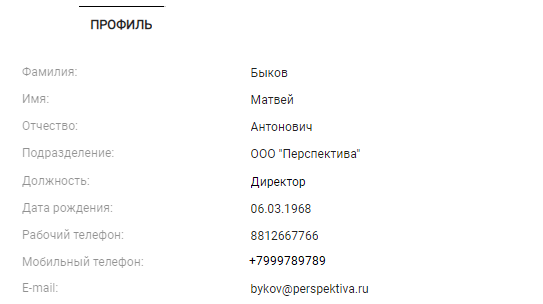 ПРОФИЛЬ
Фамилия: Быков
Имя: Матвей
Отчество: Антонович
Подразделение: ООО "Перспектива"
Должность: Директор
Дата рождения: 06.03.1968
Рабочий телефон: 8812667766
Мобильный телефон: +7999789789
E-mail: bykov@perspektiva.ru